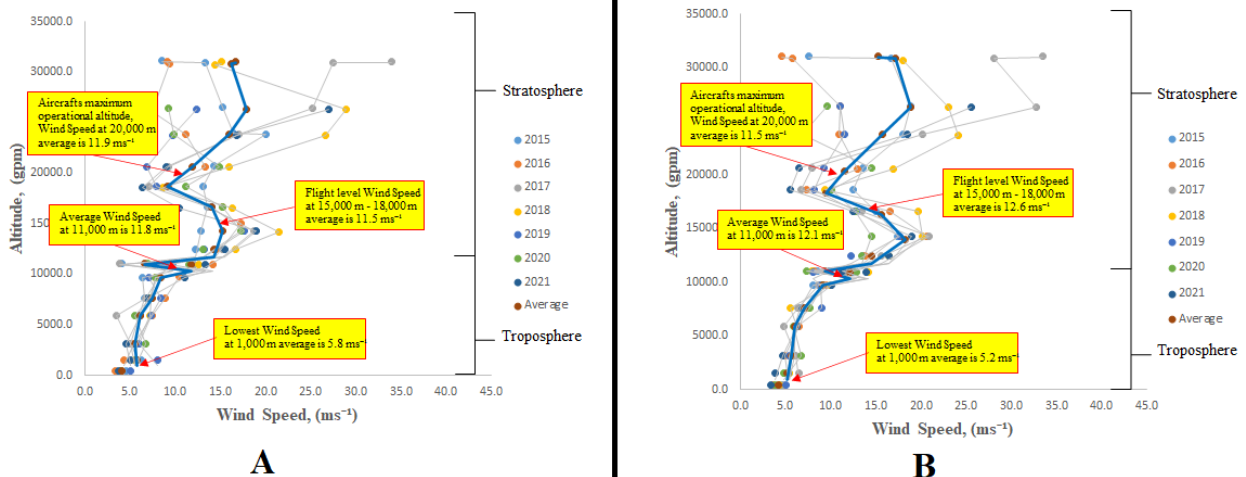 35000.0
30000.0
25000.0
20000.0
15000.0
10000.0
5000.0
0.0
Altitude, (gpm)
0.0 5.0 10.0 15.0 20.0 25.0 30.0 35.0 40.0 45.0
Wind Speed, (ms⁻¹)
Aircrafts maximum
operational altitude,
Wind Speed at 20,000 m
average is 11.9 ms⁻¹
Flight level Wind Speed
at 15,000 m - 18,000 m
average is 11.5 ms⁻¹
Average Wind Speed
at 11,000 m is 11.8 ms⁻¹
Lowest Wind Speed
at 1,000 m average is 5.8 ms⁻¹
Stratosphere
2015
2016
2017
2018
2019
2020
2021
Average
Troposphere
A
35000.0
30000.0
25000.0
20000.0
15000.0
10000.0
5000.0
0.0
Altitude, (gpm)
0.0 5.0 10.0 15.0 20.0 25.0 30.0 35.0 40.0 45.0
Wind Speed, (ms⁻¹)
Aircrafts maximum
operational altitude,
Wind Speed at 20,000 m
average is 11.5 ms⁻¹
Flight level Wind Speed
at 15,000 m - 18,000 m
average is 12.6 ms⁻¹
Average Wind Speed
at 11,000 m is 12.1 ms⁻¹
Lowest Wind Speed
at 1,000 m average is 5.2 ms⁻¹
Stratosphere
2015
2016
2017
2018
2019
2020
2021
Average
Troposphere
B